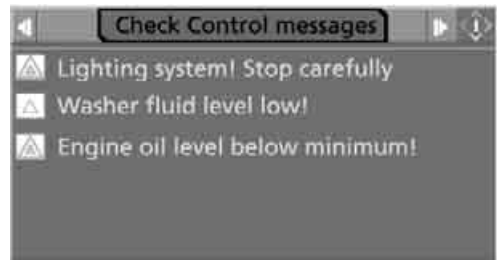 Check Control messages
Lighting system! Stop carefully
Washer fluid level low!
Engine oil level below minimum!